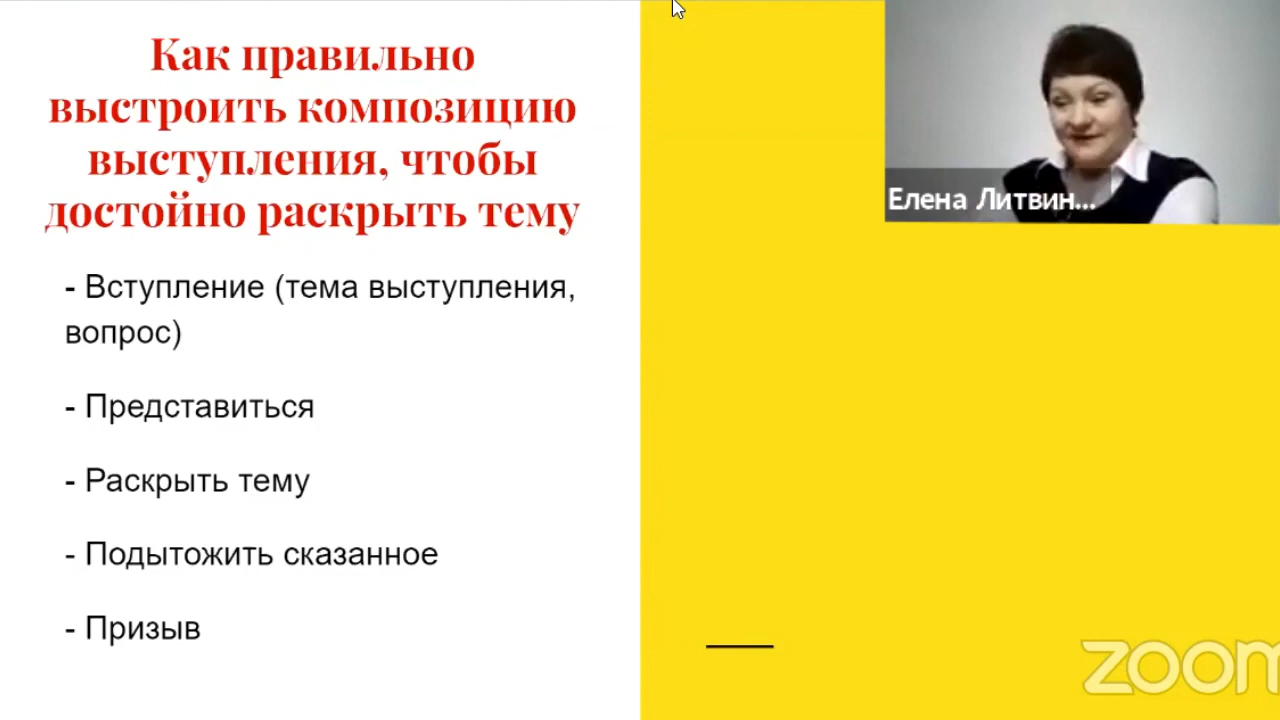 Как правильно
выстроить композицию
выступления, чтобы
достойно раскрыть тему
- Вступление (тема выступления,
вопрос)
- Представиться
- Раскрыть тему
- Подытожить сказанное
- Призыв
Елена Литвин...
zoom